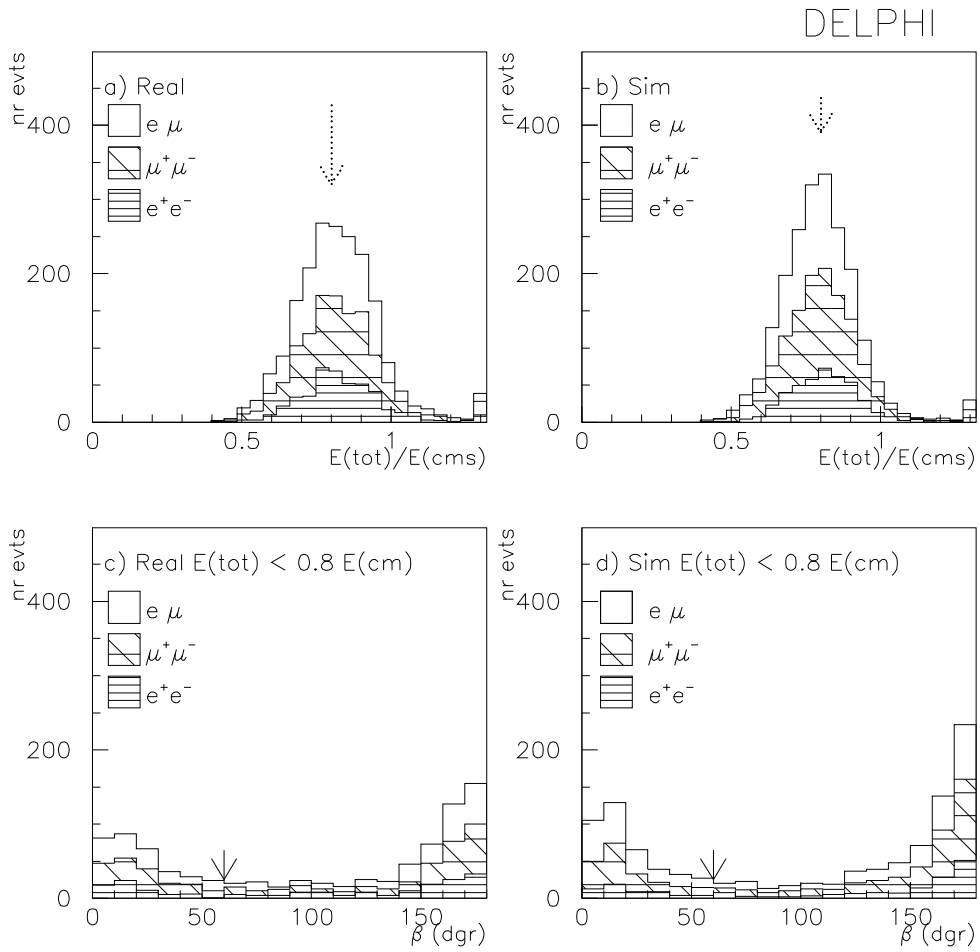 DELPHI
nr evts
a) Real
e μ
μ⁺μ⁻
e⁺e⁻
400
200
0
0 0.5 1
E(tot)/E(cms)
nr evts
b) Sim
e μ
μ⁺μ⁻
e⁺e⁻
400
200
0
0 0.5 1
E(tot)/E(cms)
nr evts
c) Real E(tot) < 0.8 E(cm)
e μ
μ⁺μ⁻
e⁺e⁻
400
200
0
0 50 100 150
β (dgr)
nr evts
d) Sim E(tot) < 0.8 E(cm)
e μ
μ⁺μ⁻
e⁺e⁻
400
200
0
0 50 100 150
β (dgr)